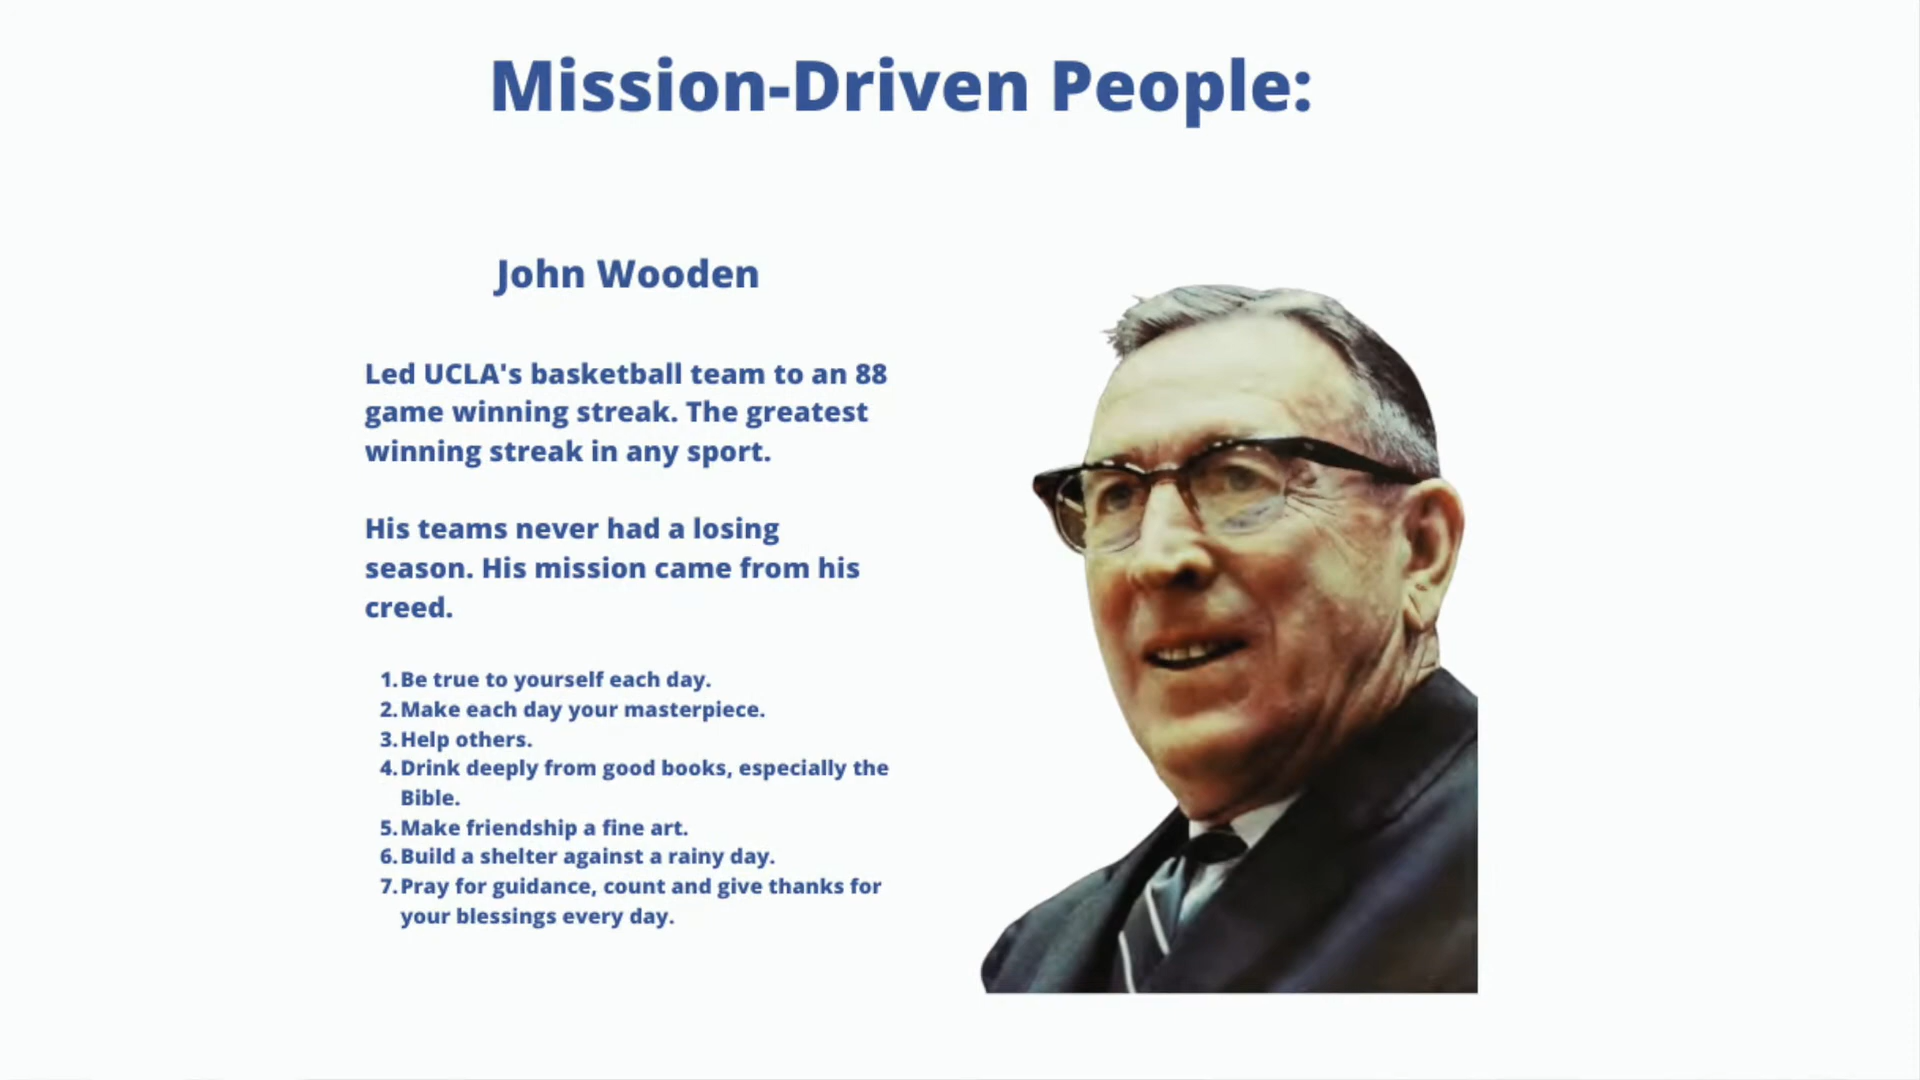 Mission-Driven People:
John Wooden
Led UCLA's basketball team to an 88
game winning streak. The greatest
winning streak in any sport.
His teams never had a losing
season. His mission came from his
creed.
1. Be true to yourself each day.
2. Make each day your masterpiece.
3. Help others.
4. Drink deeply from good books, especially the
Bible.
5. Make friendship a fine art.
6. Build a shelter against a rainy day.
7. Pray for guidance, count and give thanks for
your blessings every day.